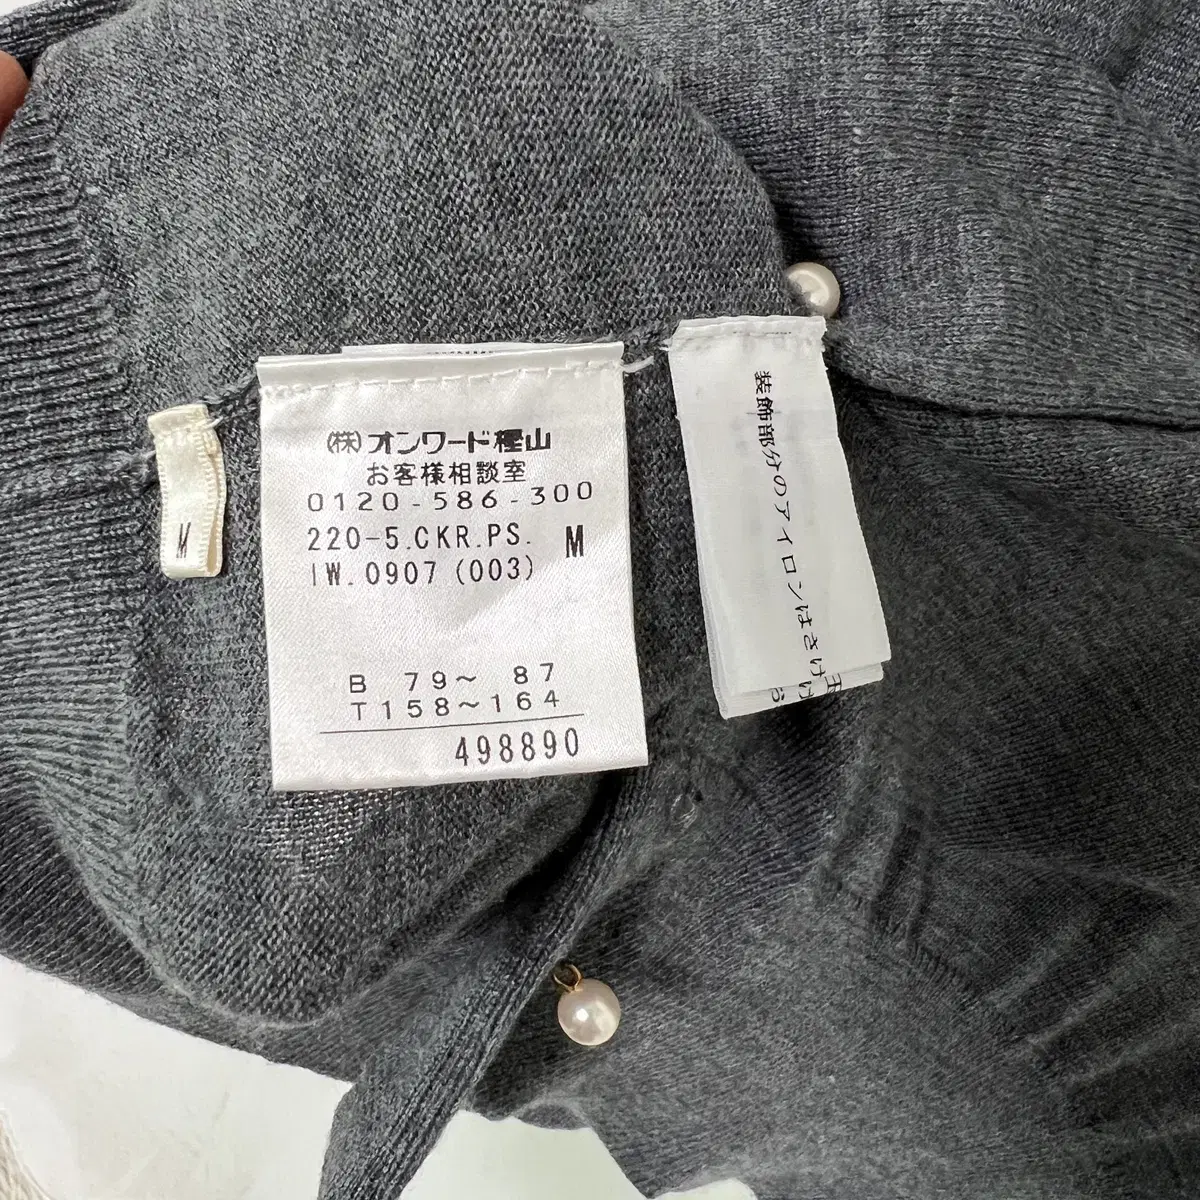 M
(株)オンワード樫山
お客様相談室
0120-586-300
220-5.CKR.PS. M
IW.0907(003)
B 79～ 87
T158～164
498890
装飾部分のアイロンはさけ